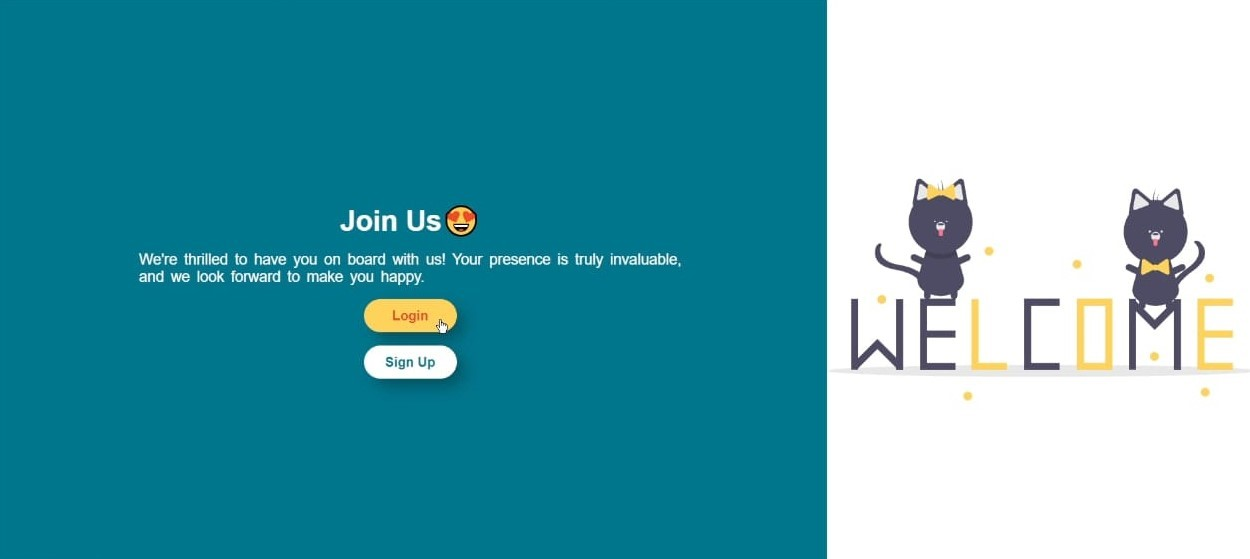 Join Us😍
We're thrilled to have you on board with us! Your presence is truly invaluable,
and we look forward to make you happy.
Login
Sign Up
WELCOME